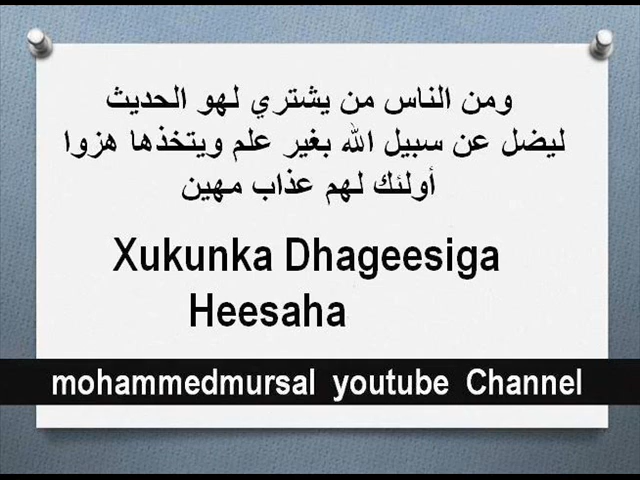 ومن الناس من يشتري لهو الحديث
ليضل عن سبيل الله بغير علم ويتخذها هزوا
أولئك لهم عذاب مهين
Xukunka Dhageesiga
Heesaha
mohammedmursal youtube Channel